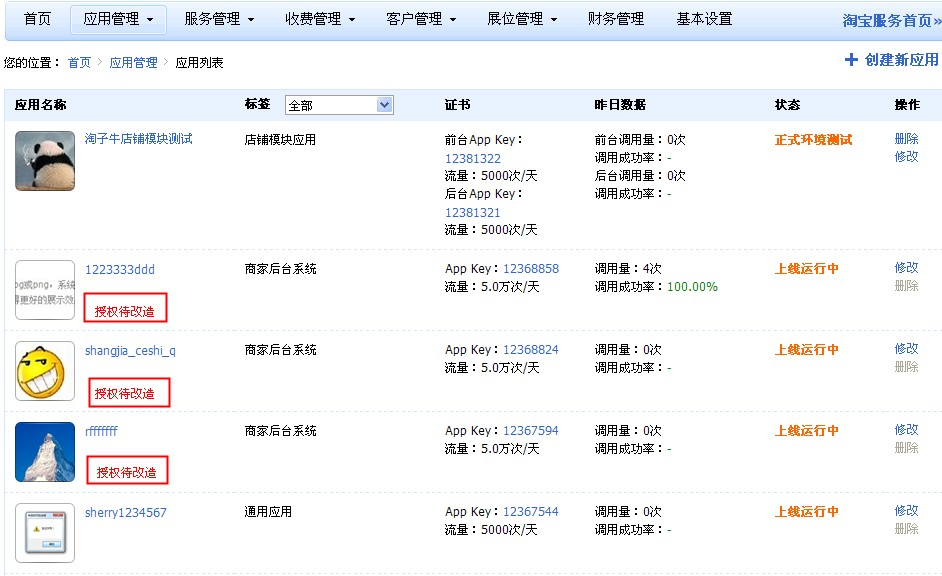 首页 应用管理 服务管理 收费管理 客户管理 展位管理 财务管理 基本设置 淘宝服务首页»
您的位置： 首页 > 应用管理 > 应用列表
+ 创建新应用
应用名称 标签 全部 证书 昨日数据 状态 操作
淘子牛店铺模块测试 店铺模块应用 前台App Key： 前台调用量：0次 正式环境测试 删除
12381322 调用成功率：- 修改
流量：5000次/天 后台调用量：0次
后台App Key： 调用成功率：-
12381321
流量：5000次/天
1223333ddd 商家后台系统 App Key：12368858 调用量：4次 上线运行中 修改
og或png，系统 流量：5.0万次/天 调用成功率：100.00% 删除
得更好的展示效
授权待改造
shangjia_ceshi_q 商家后台系统 App Key：12368824 调用量：0次 上线运行中 修改
流量：5.0万次/天 调用成功率：- 删除
授权待改造
rfffffff 商家后台系统 App Key：12367594 调用量：0次 上线运行中 修改
流量：5.0万次/天 调用成功率：- 删除
授权待改造
sherry1234567 通用应用 App Key：12367544 调用量：0次 上线运行中 修改
流量：5000次/天 调用成功率：- 删除